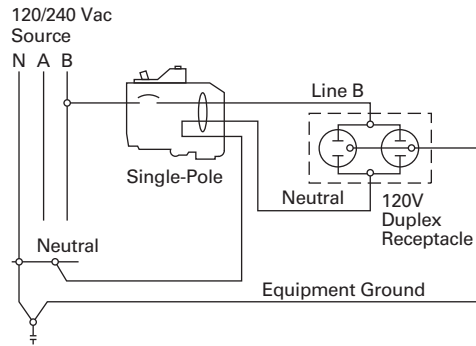 120/240 Vac
Source
N A B
Line B
Single-Pole
Neutral
120V
Duplex
Receptacle
Neutral
Equipment Ground